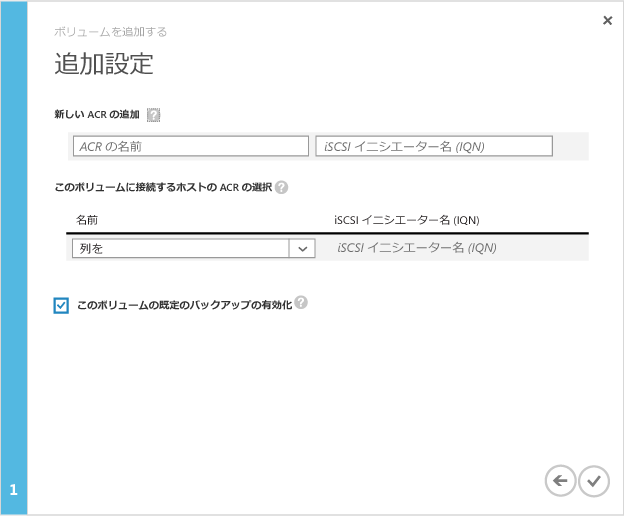 ボリュームを追加する
追加設定
新しい ACR の追加 ?
ACR の名前 iSCSI イニシエーター名 (IQN)
このボリュームに接続するホストの ACR の選択 ?
名前 iSCSI イニシエーター名 (IQN)
列を iSCSI イニシエーター名 (IQN)
このボリュームの既定のバックアップの有効化 ?
1